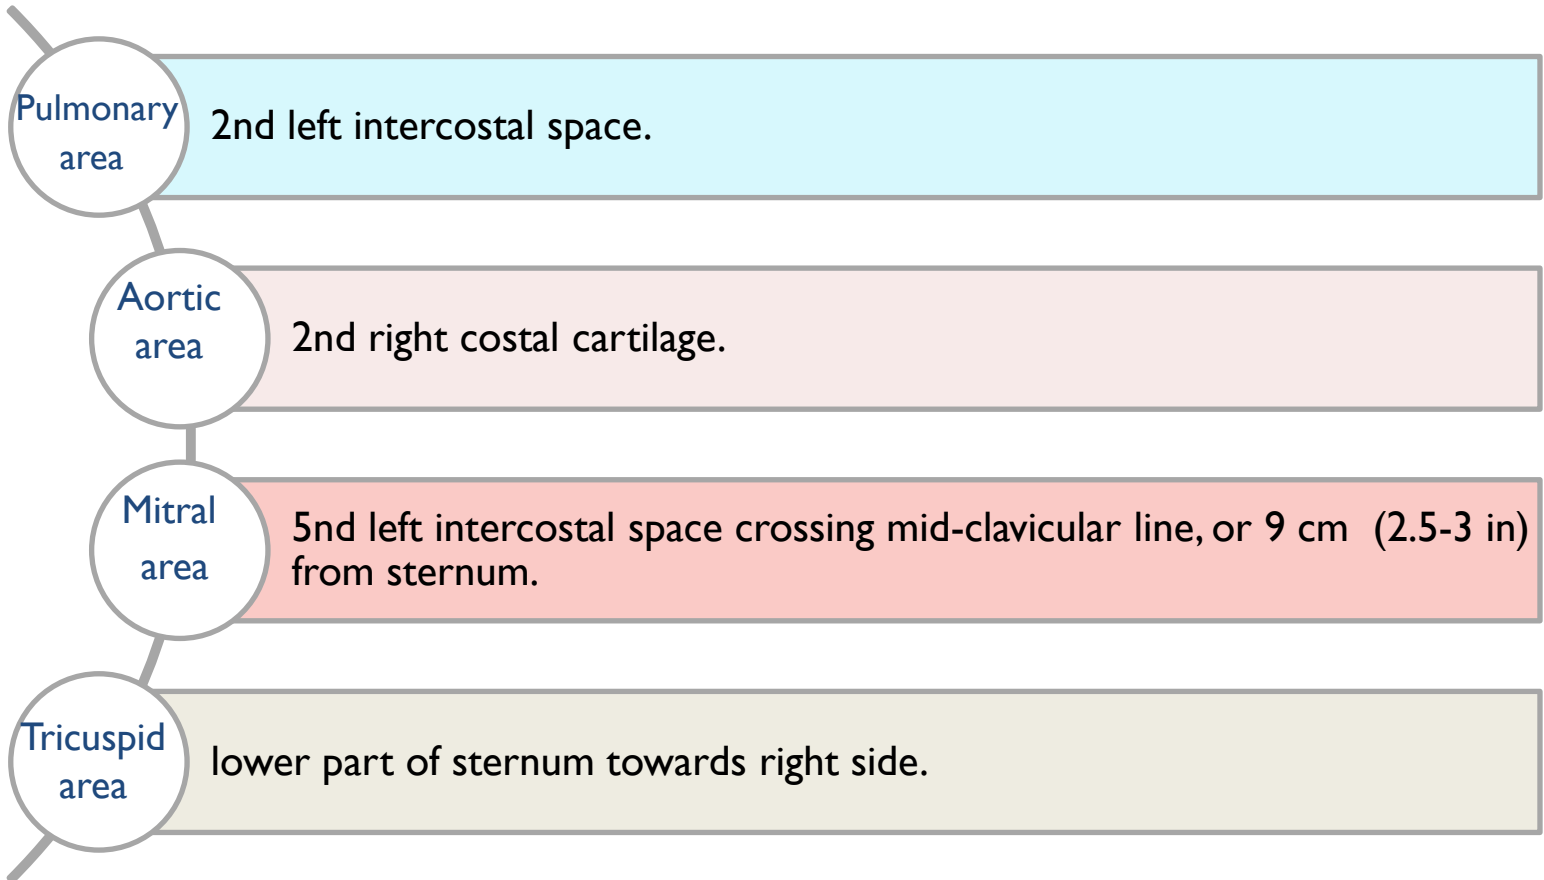 Pulmonary
area
2nd left intercostal space.
Aortic
area
2nd right costal cartilage.
Mitral
area
5nd left intercostal space crossing mid-clavicular line, or 9 cm  (2.5-3 in)
from sternum.
Tricuspid
area
lower part of sternum towards right side.